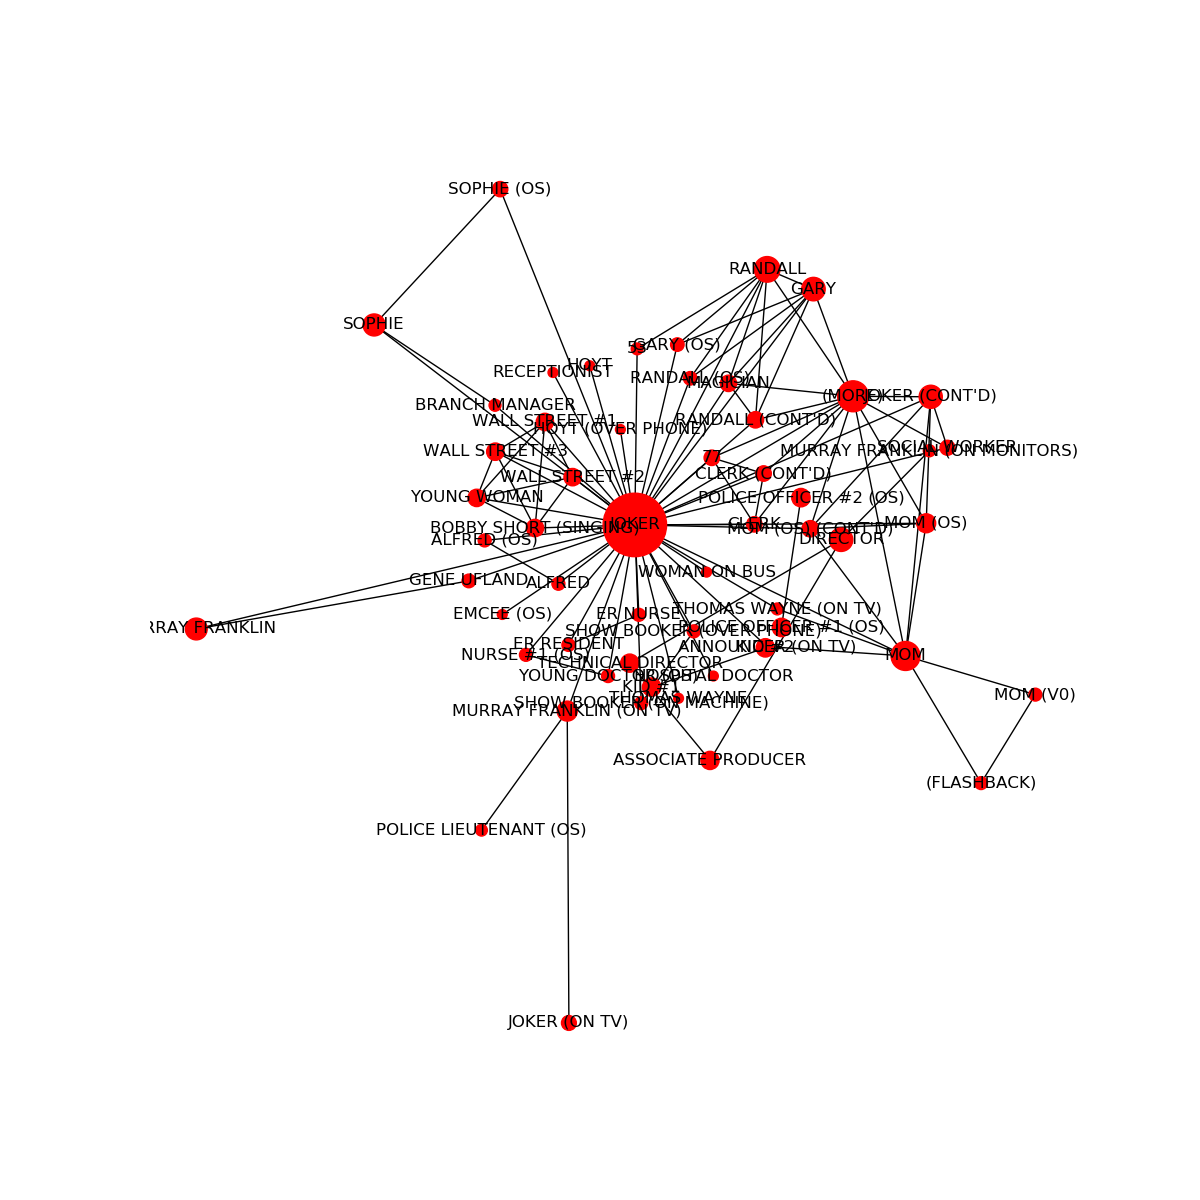 SOPHIE (OS)
RANDALL
GARY
SOPHIE
GARY (OS)
HOYT
RECEPTIONIST
RANDALL (OS)
MAGICIAN
(MORE)
JOKER (CONT'D)
BRANCH MANAGER
WALL STREET #1
RANDALL (CONT'D)
HOYT (OVER PHONE)
SOCIAL WORKER
WALL STREET #3
MURRAY FRANKLIN (ON MONITORS)
77
CLERK (CONT'D)
WALL STREET #2
YOUNG WOMAN
POLICE OFFICER #2 (OS)
JOKER
CLERK
MOM (OS)
BOBBY SHORT (SINGING)
MOM (OS) (CONT'D)
ALFRED (OS)
DIRECTOR
WOMAN ON BUS
GENE UFLAND
ALFRED
THOMAS WAYNE (ON TV)
EMCEE (OS)
ER NURSE
RRAY FRANKLIN
POLICE OFFICER #1 (OS)
SHOW BOOKER (OVER PHONE)
ER RESIDENT
ANNOUNCER (ON TV)
KID #2
NURSE #1 (OS)
MOM
TECHNICAL DIRECTOR
YOUNG DOCTOR (OS)
HOSPITAL DOCTOR
KID #1
MOM (V0)
THOMAS WAYNE
SHOW BOOKER (ON MACHINE)
MURRAY FRANKLIN (ON TV)
ASSOCIATE PRODUCER
(FLASHBACK)
POLICE LIEUTENANT (OS)
JOKER (ON TV)